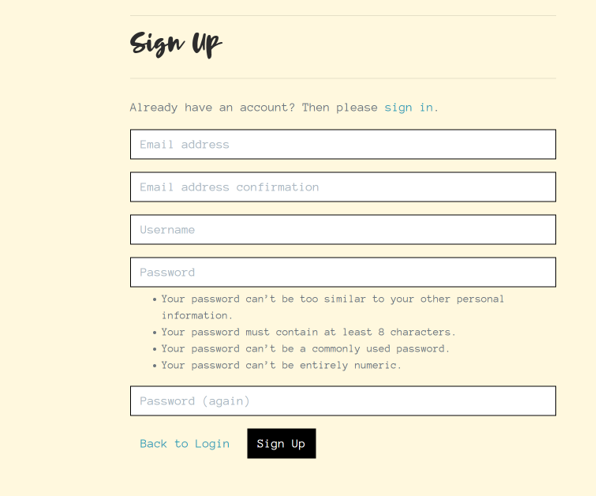 Sign Up
Already have an account? Then please sign in.
Email address
Email address confirmation
Username
Password
• Your password can't be too similar to your other personal
information.
• Your password must contain at least 8 characters.
• Your password can't be a commonly used password.
• Your password can't be entirely numeric.
Password (again)
Back to Login Sign Up